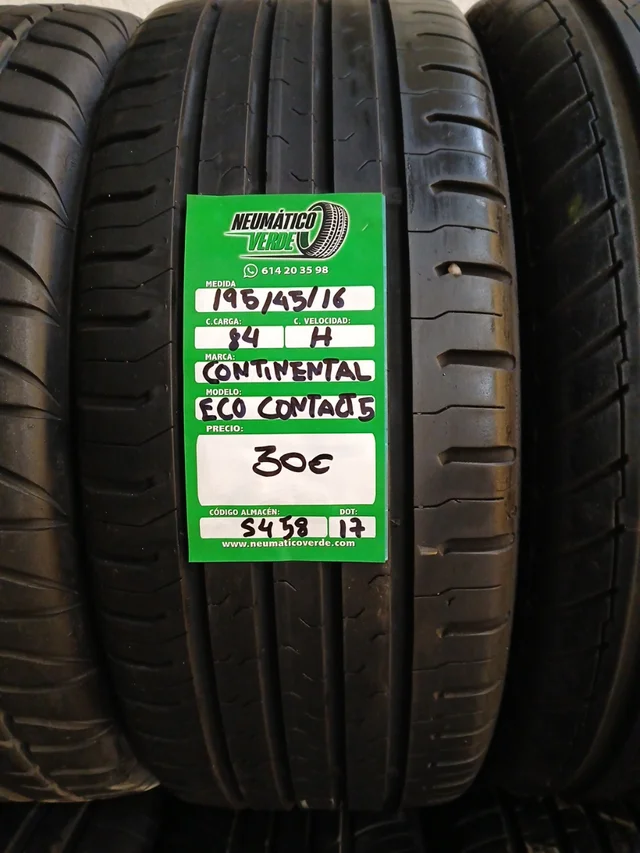 NEUMÁTICO
VERDE
614 20 35 98
MEDIDA
195/45/16
C.CARGA: C. VELOCIDAD:
84 H
MARCA:
CONTINENTAL
MODELO:
ECO CONTACT5
PRECIO:
30€
CÓDIGO ALMACÉN: DOT:
S458 17
www.neumaticoverde.com